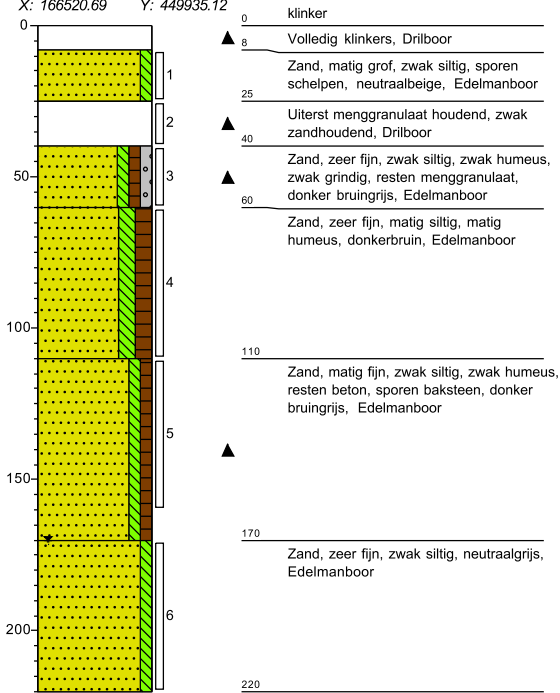 X: 166520.69 Y: 449935.12
0
50
100
150
200
1
2
3
4
5
6
0
klinker
8
Volledig klinkers, Drilboor
Zand, matig grof, zwak siltig, sporen
schelpen, neutraalbeige, Edelmanboor
25
Uiterst menggranulaat houdend, zwak
zandhoudend, Drilboor
40
Zand, zeer fijn, zwak siltig, zwak humeus,
zwak grindig, resten menggranulaat,
donker bruingrijs, Edelmanboor
60
Zand, zeer fijn, matig siltig, matig
humeus, donkerbruin, Edelmanboor
110
Zand, matig fijn, zwak siltig, zwak humeus,
resten beton, sporen baksteen, donker
bruingrijs, Edelmanboor
170
Zand, zeer fijn, zwak siltig, neutraalgrijs,
Edelmanboor
220